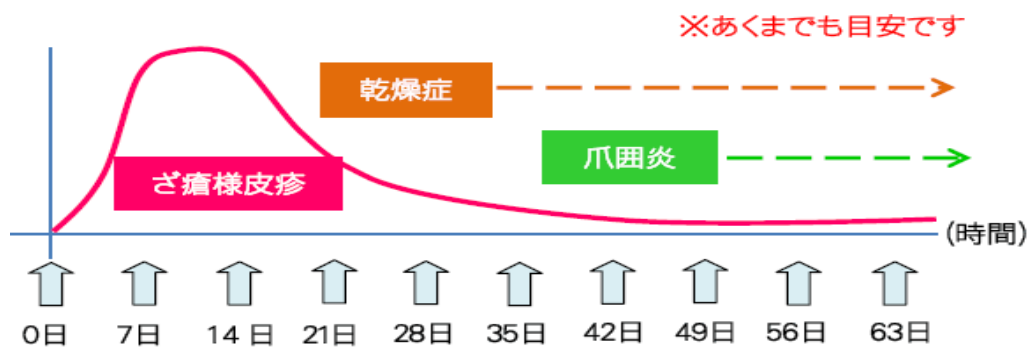 ※あくまでも目安です
乾燥症
爪囲炎
ざ瘡様皮疹
(時間)
0日 7日 14 日 21日 28日 35日 42日 49日 56日 63日